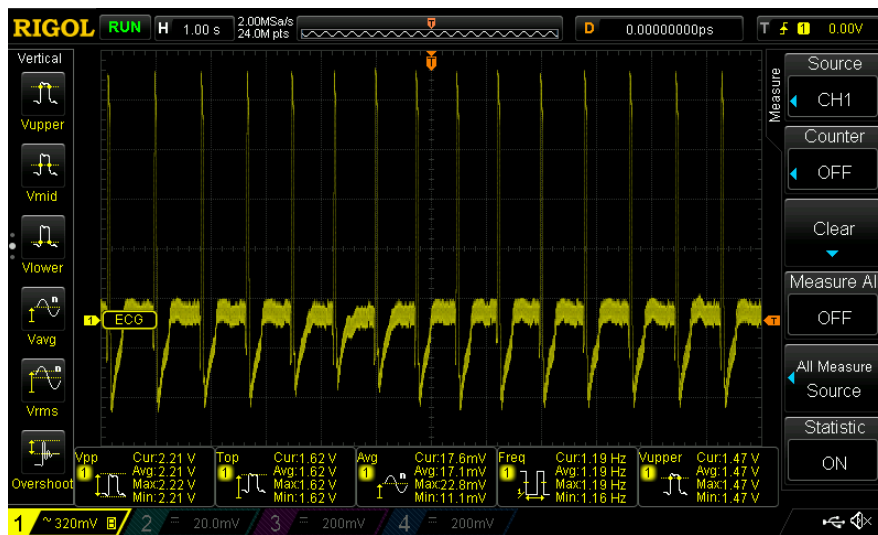 RIGOL RUN H 1.00 s 2.00MSa/s 24.0M pts T D 0.00000000ps T 1 0.00V
Vertical
Vupper
Vmid
Vlower
Vavg
Vrms
Overshoot
n
n
T
1 ECG
T
Measure
Source
CH1
Counter
OFF
Clear
Measure Al
OFF
All Measure
Source
Statistic
ON
Vpp
1
Cur:2.21 V
Avg:2.21 V
Max:2.22 V
Min:2.21 V
Top
1
Cur:1.62 V
Avg:1.62 V
Max:1.62 V
Min:1.62 V
Avg
1
n
Cur:17.6mV
Avg:17.1mV
Max:22.8mV
Min:11.1mV
Freq
1
Cur:1.19 Hz
Avg:1.19 Hz
Max:1.19 Hz
Min:1.16 Hz
Vupper
1
Cur:1.47 V
Avg:1.47 V
Max:1.47 V
Min:1.47 V
1 ~ 320mV B 2 = 20.0mV 3 = 200mV 4 = 200mV